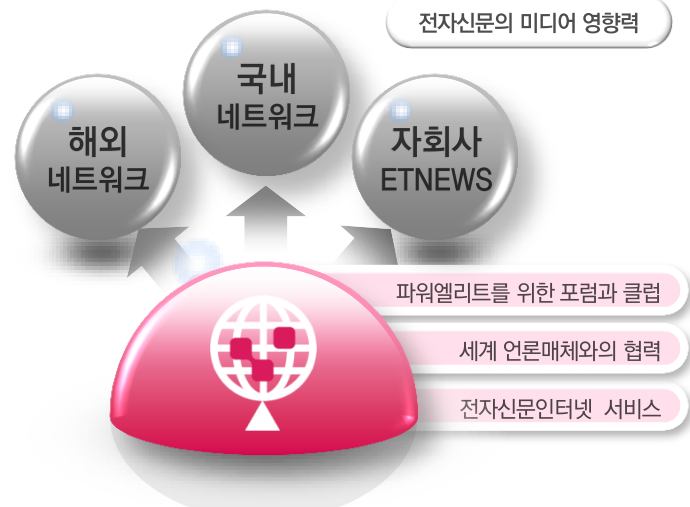 전자신문의 미디어 영향력
국내
네트워크
해외
네트워크
자회사
ETNEWS
파워엘리트를 위한 포럼과 클럽
세계 언론매체와의 협력
전자신문인터넷 서비스